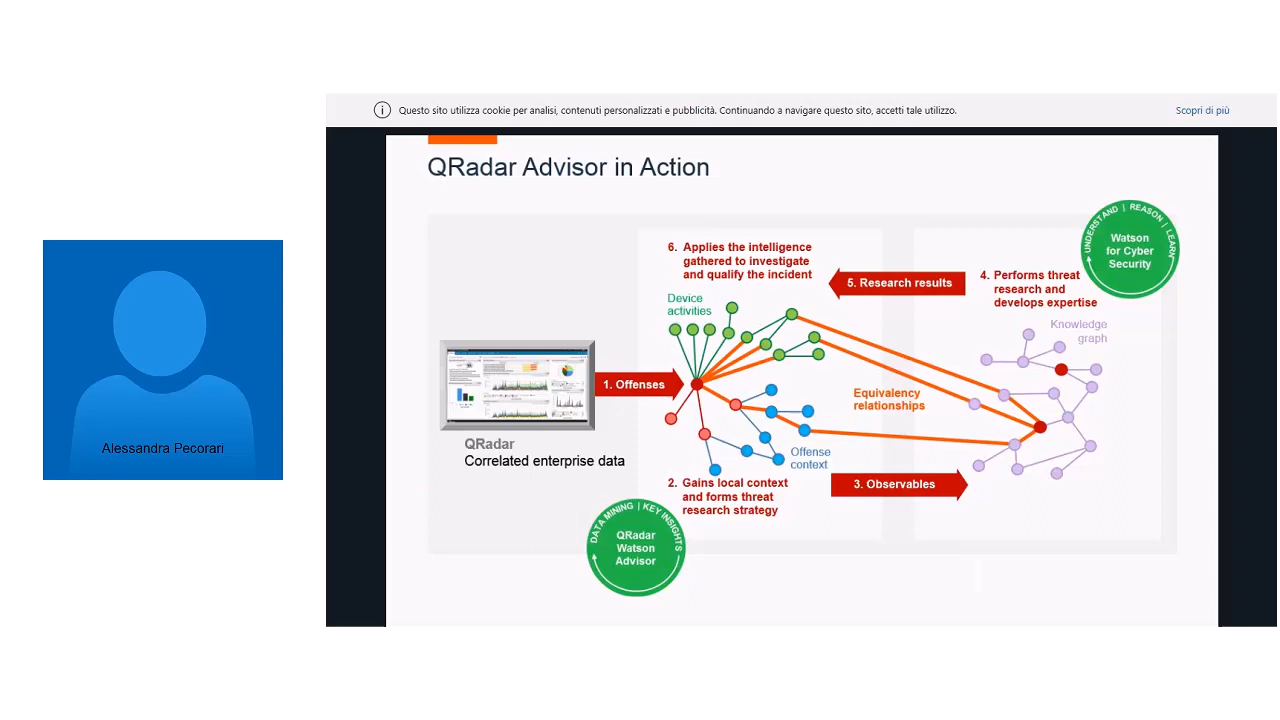 Alessandra Pecorari
Questo sito utilizza cookie per analisi, contenuti personalizzati e pubblicità. Continuando a navigare questo sito, accetti tale utilizzo.
Scopri di più
QRadar Advisor in Action
6. Applies the intelligence
gathered to investigate
and qualify the incident
5. Research results
4. Performs threat
research and
develops expertise
UNDERSTAND | REASON | LEARN
Watson
for Cyber
Security
Device
activities
Knowledge
graph
1. Offenses
Equivalency
relationships
QRadar
Correlated enterprise data
Offense
context
2. Gains local context
and forms threat
research strategy
3. Observables
DATA MINING | KEY INSIGHTS
QRadar
Watson
Advisor